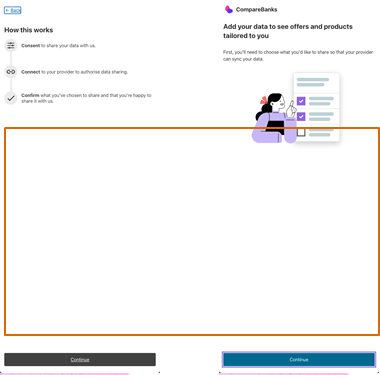 ← Back
How this works
Consent to share your data with us.
Connect to your provider to authorise data sharing.
Confirm what you've chosen to share and that you're happy to
share it with us.
Continue
CompareBanks
Add your data to see offers and products
tailored to you
First, you'll need to choose what you'd like to share so that your provider
can sync your data.
Continue